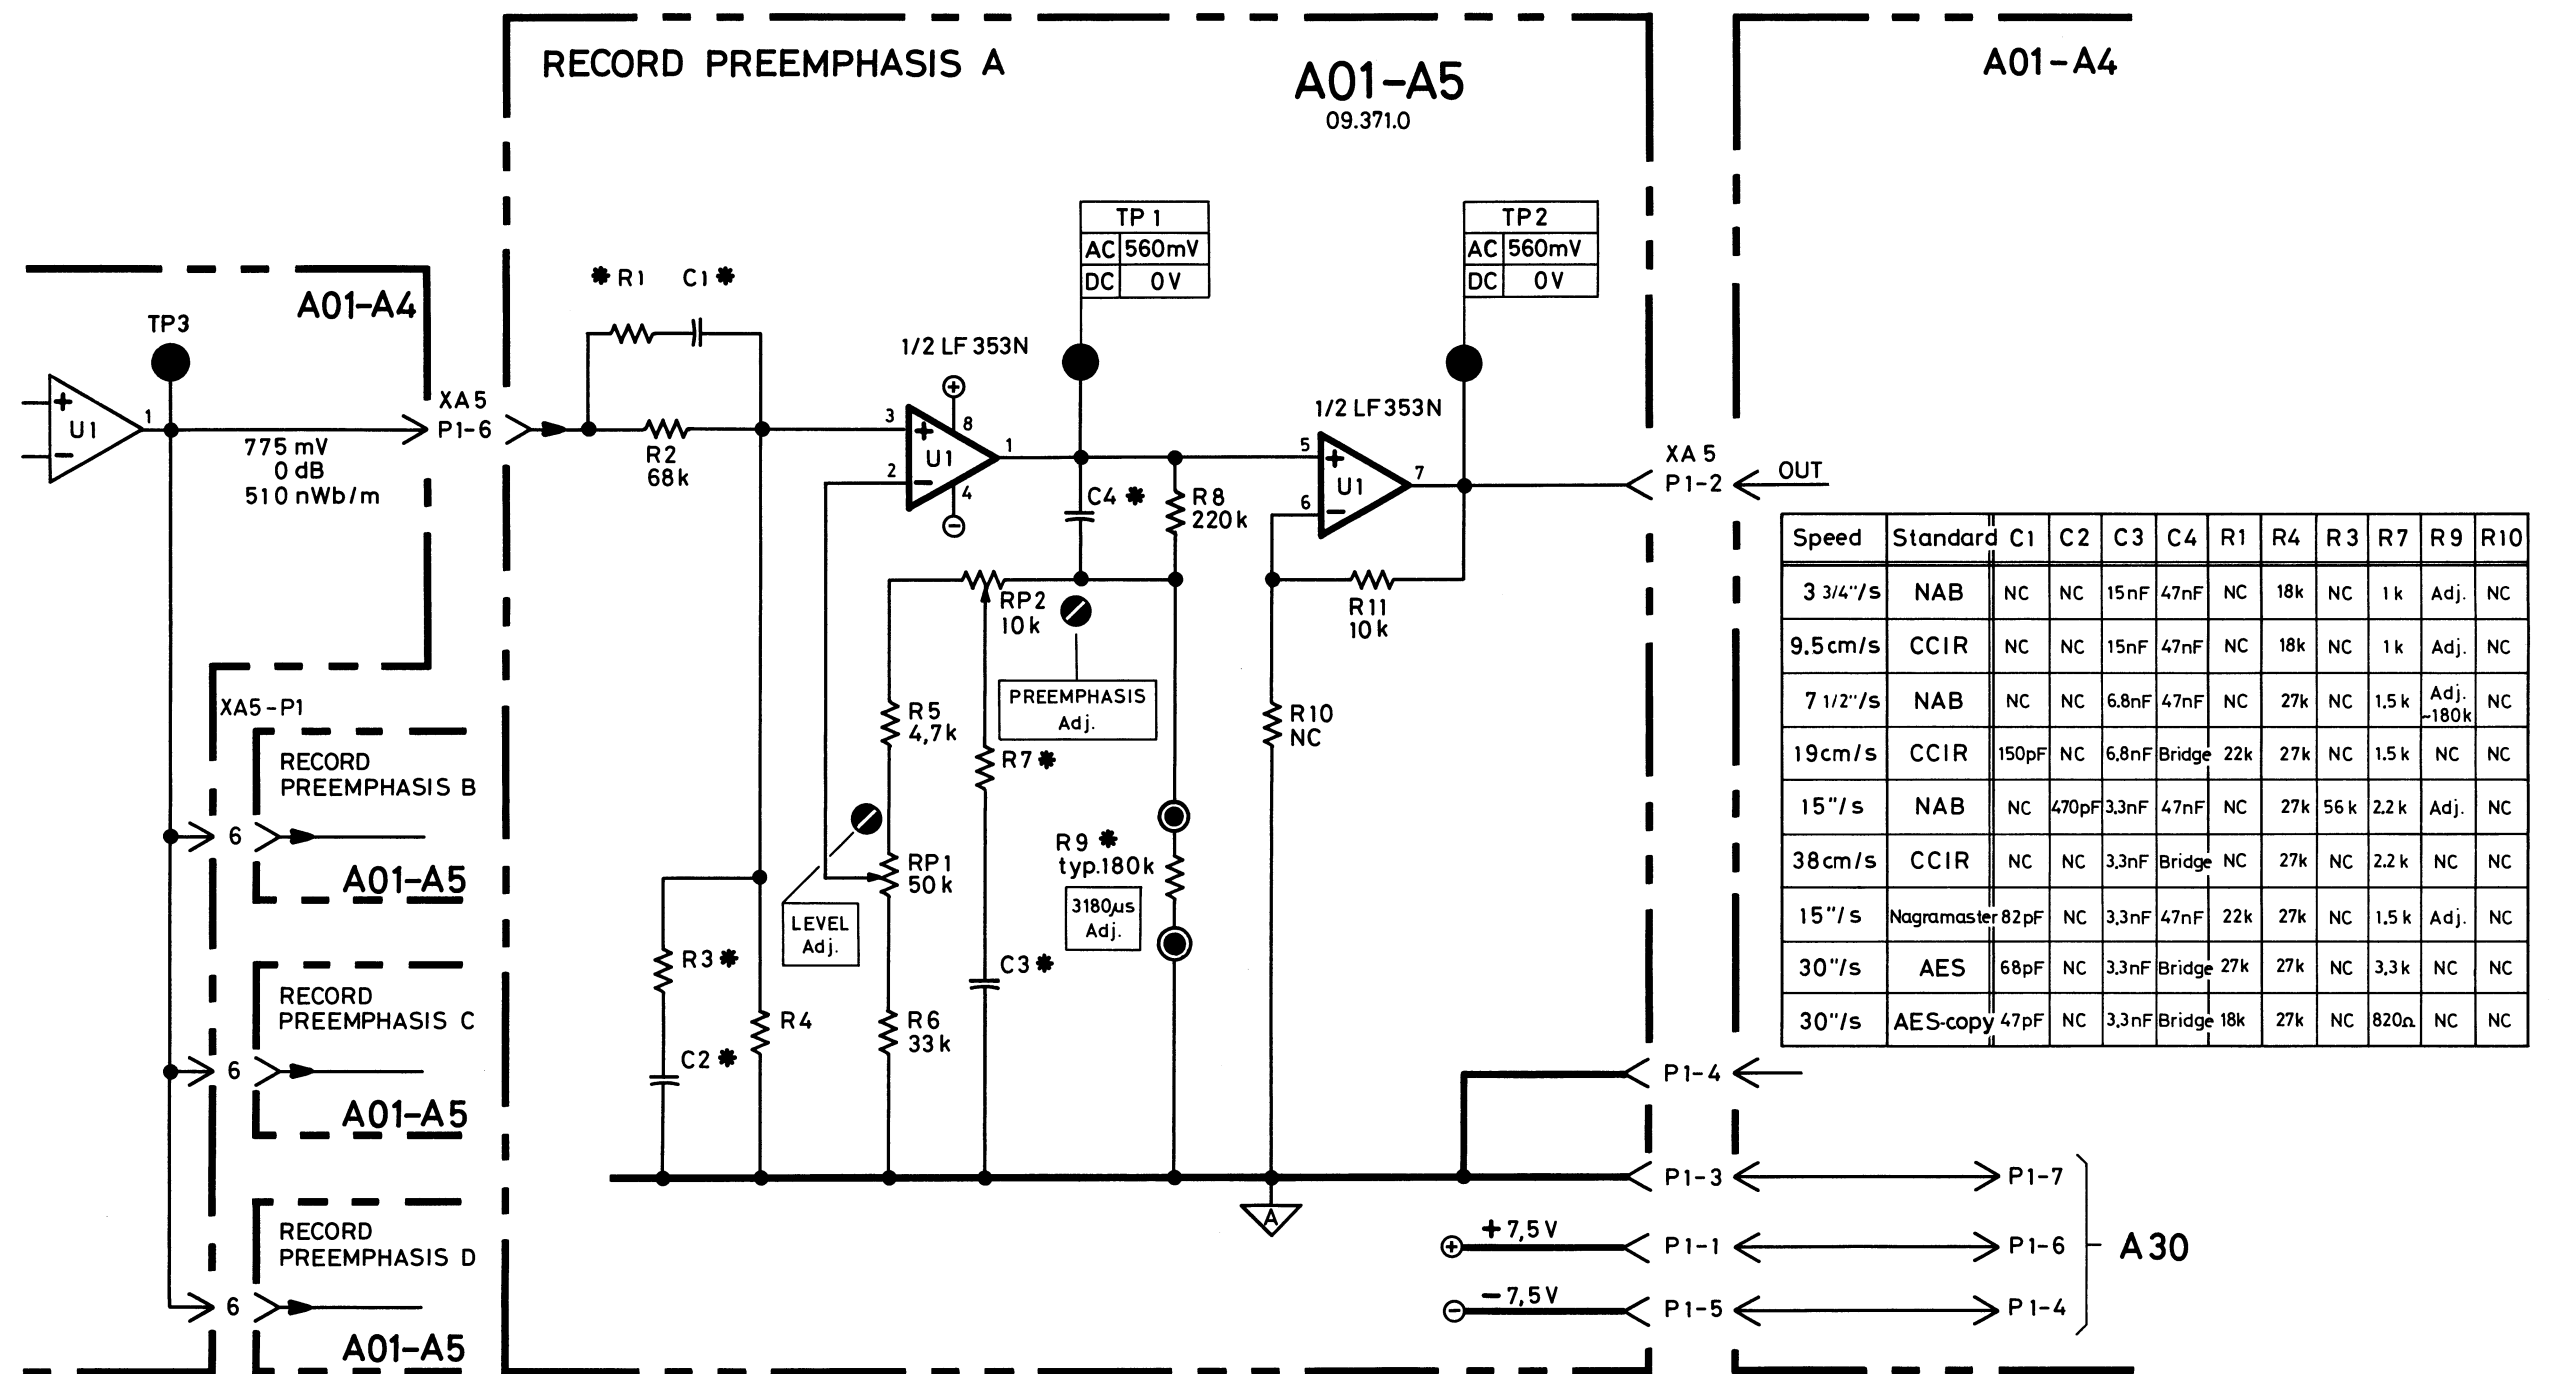 RECORD PREEMPHASIS A
A01-A5
09.371.0
A01-A4
TP 1
AC 560mV
DC 0V
TP2
AC 560mV
DC 0V
✱ R1 C1 ✱
A01-A4
TP3
+
U1
−
1
775 mV
0 dB
510 nWb/m
XA5
P1-6
R2
68k
1/2 LF 353N
+
8
3
+
U1
1
2
−
4
−
C4 ✱
R8
220k
1/2 LF353N
5
+
U1
7
6
−
XA5
P1-2
OUT
RP2
10k
R11
10k
PREEMPHASIS
Adj.
R5
4,7k
R7 ✱
R10
NC
RP1
50k
R9 ✱
typ.180k
3180µs
Adj.
LEVEL
Adj.
R3 ✱
C3 ✱
R4
R6
33k
C2 ✱
XA5-P1
RECORD
PREEMPHASIS B
6
A01-A5
RECORD
PREEMPHASIS C
6
A01-A5
RECORD
PREEMPHASIS D
6
A01-A5
Speed Standard C1 C2 C3 C4 R1 R4 R3 R7 R9 R10
3 3/4"/s NAB NC NC 15nF 47nF NC 18k NC 1k Adj. NC
9.5cm/s CCIR NC NC 15nF 47nF NC 18k NC 1k Adj. NC
7 1/2"/s NAB NC NC 6.8nF 47nF NC 27k NC 1.5k Adj. ~180k NC
19cm/s CCIR 150pF NC 6,8nF Bridge 22k 27k NC 1.5k NC NC
15"/s NAB NC 470pF 3.3nF 47nF NC 27k 56k 2.2k Adj. NC
38cm/s CCIR NC NC 3.3nF Bridge NC 27k NC 2.2k NC NC
15"/s Nagramaster 82pF NC 3.3nF 47nF 22k 27k NC 1.5k Adj. NC
30"/s AES 68pF NC 3.3nF Bridge 27k 27k NC 3,3k NC NC
30"/s AES-copy 47pF NC 3.3nF Bridge 18k 27k NC 820Ω NC NC
P1-4
P1-3
P1-7
A
+ +7,5V
P1-1
P1-6
A30
− −7,5V
P1-5
P1-4